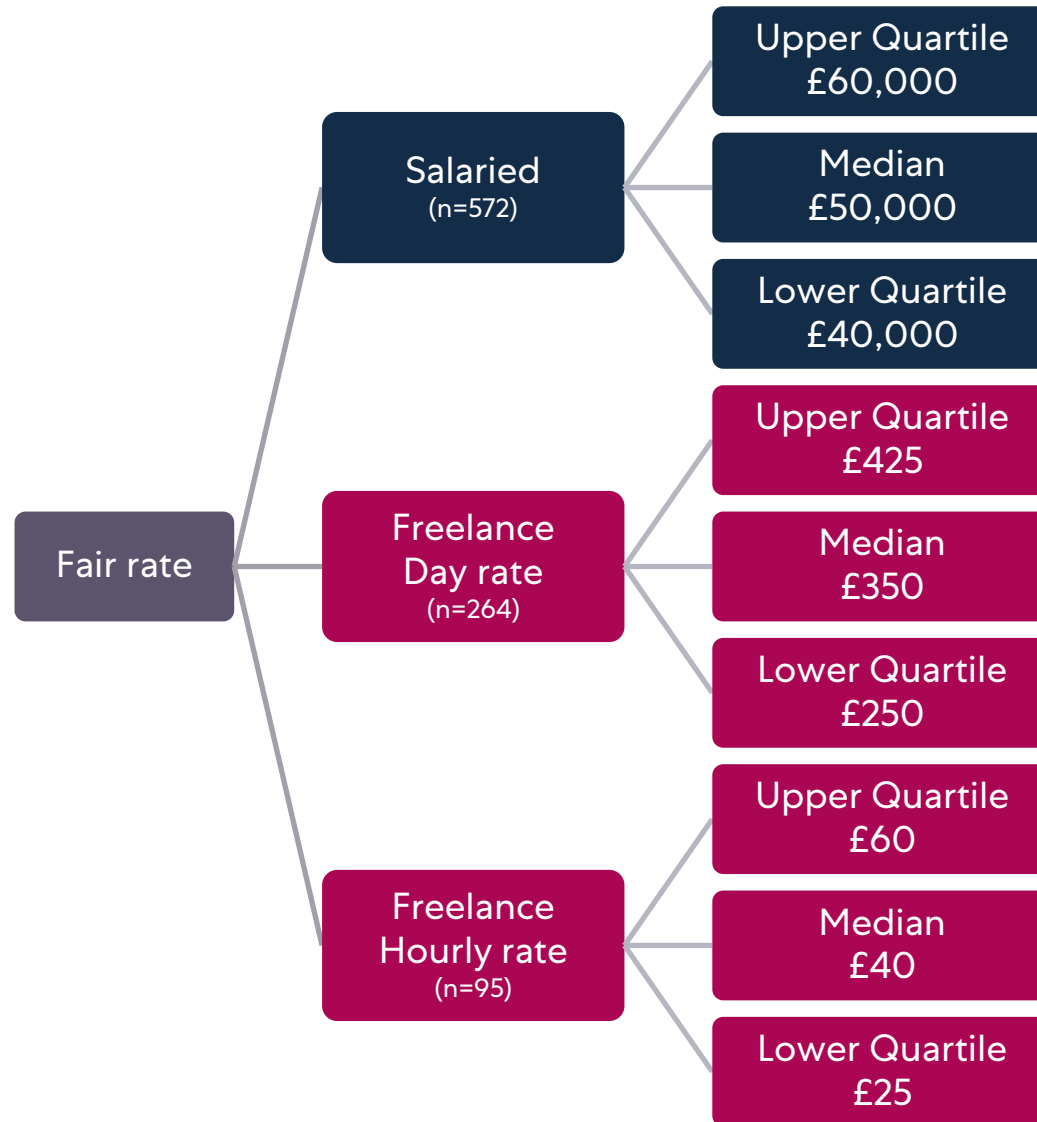 Fair rate
Salaried
(n=572)
Upper Quartile
£60,000
Median
£50,000
Lower Quartile
£40,000
Freelance
Day rate
(n=264)
Upper Quartile
£425
Median
£350
Lower Quartile
£250
Freelance
Hourly rate
(n=95)
Upper Quartile
£60
Median
£40
Lower Quartile
£25